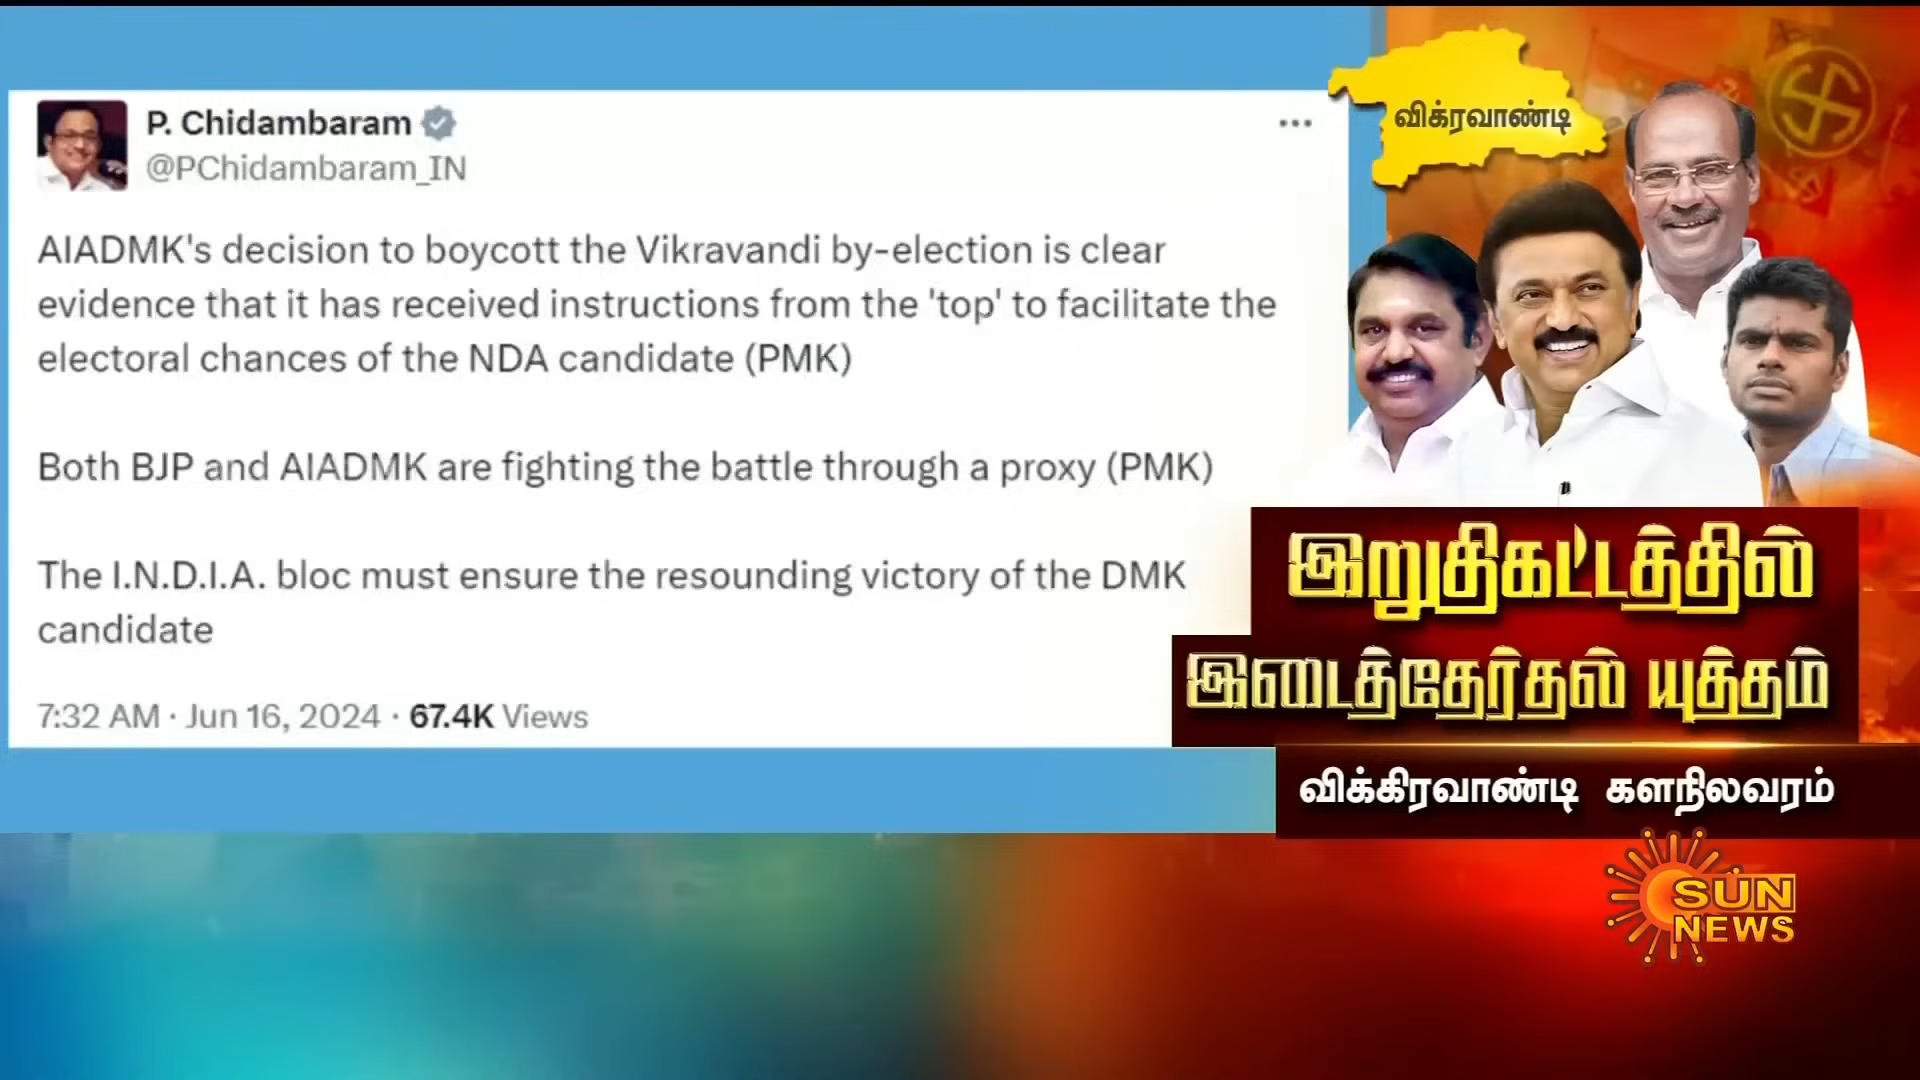 P. Chidambaram
@PChidambaram_IN
AIADMK's decision to boycott the Vikravandi by-election is clear
evidence that it has received instructions from the 'top' to facilitate the
electoral chances of the NDA candidate (PMK)
Both BJP and AIADMK are fighting the battle through a proxy (PMK)
The I.N.D.I.A. bloc must ensure the resounding victory of the DMK
candidate
7:32 AM · Jun 16, 2024 · 67.4K Views
விக்ரவாண்டி
இறுதிகட்டத்தில்
இடைத்தேர்தல் யுத்தம்
விக்கிரவாண்டி களநிலவரம்
SUN
NEWS